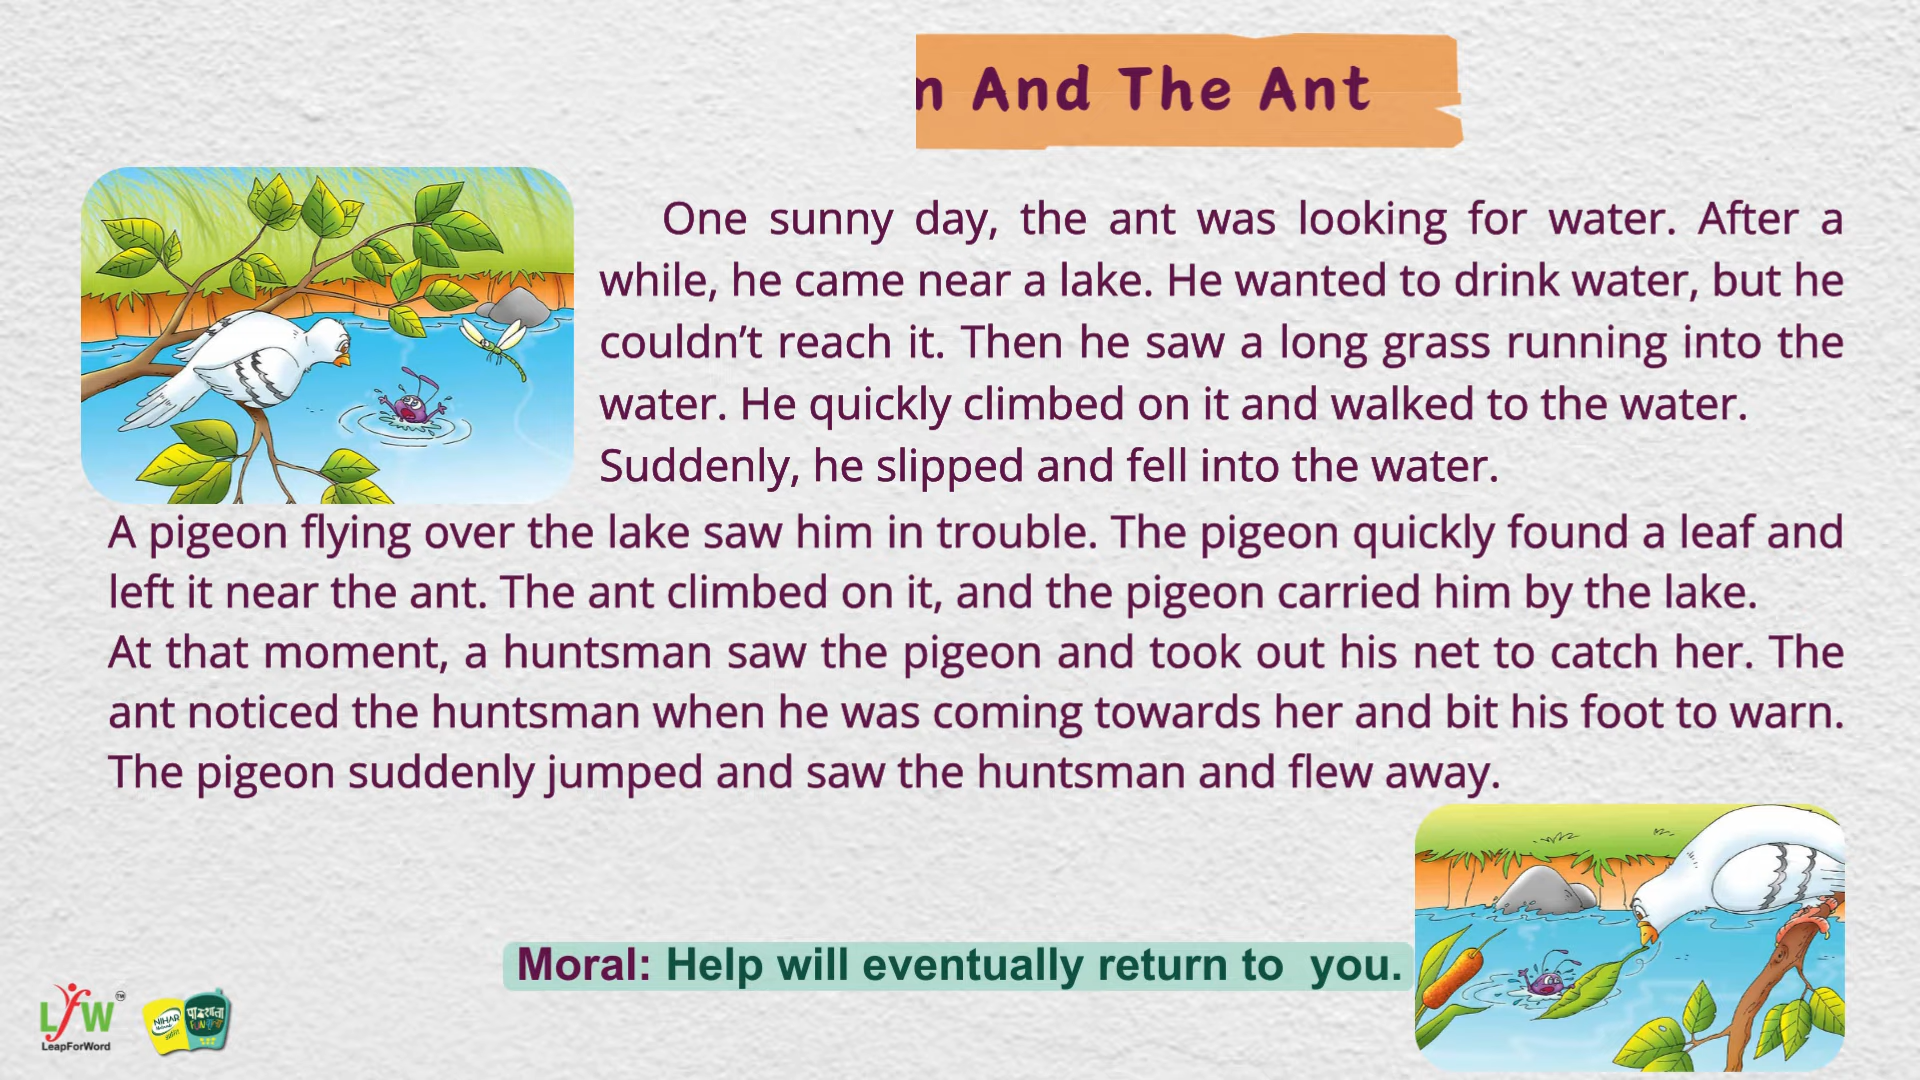 n And The Ant
One sunny day, the ant was looking for water. After a
while, he came near a lake. He wanted to drink water, but he
couldn’t reach it. Then he saw a long grass running into the
water. He quickly climbed on it and walked to the water.
Suddenly, he slipped and fell into the water.
A pigeon flying over the lake saw him in trouble. The pigeon quickly found a leaf and
left it near the ant. The ant climbed on it, and the pigeon carried him by the lake.
At that moment, a huntsman saw the pigeon and took out his net to catch her. The
ant noticed the huntsman when he was coming towards her and bit his foot to warn.
The pigeon suddenly jumped and saw the huntsman and flew away.
Moral: Help will eventually return to you.
LfW TM
LeapForWord
NIHAR
पाठशाला